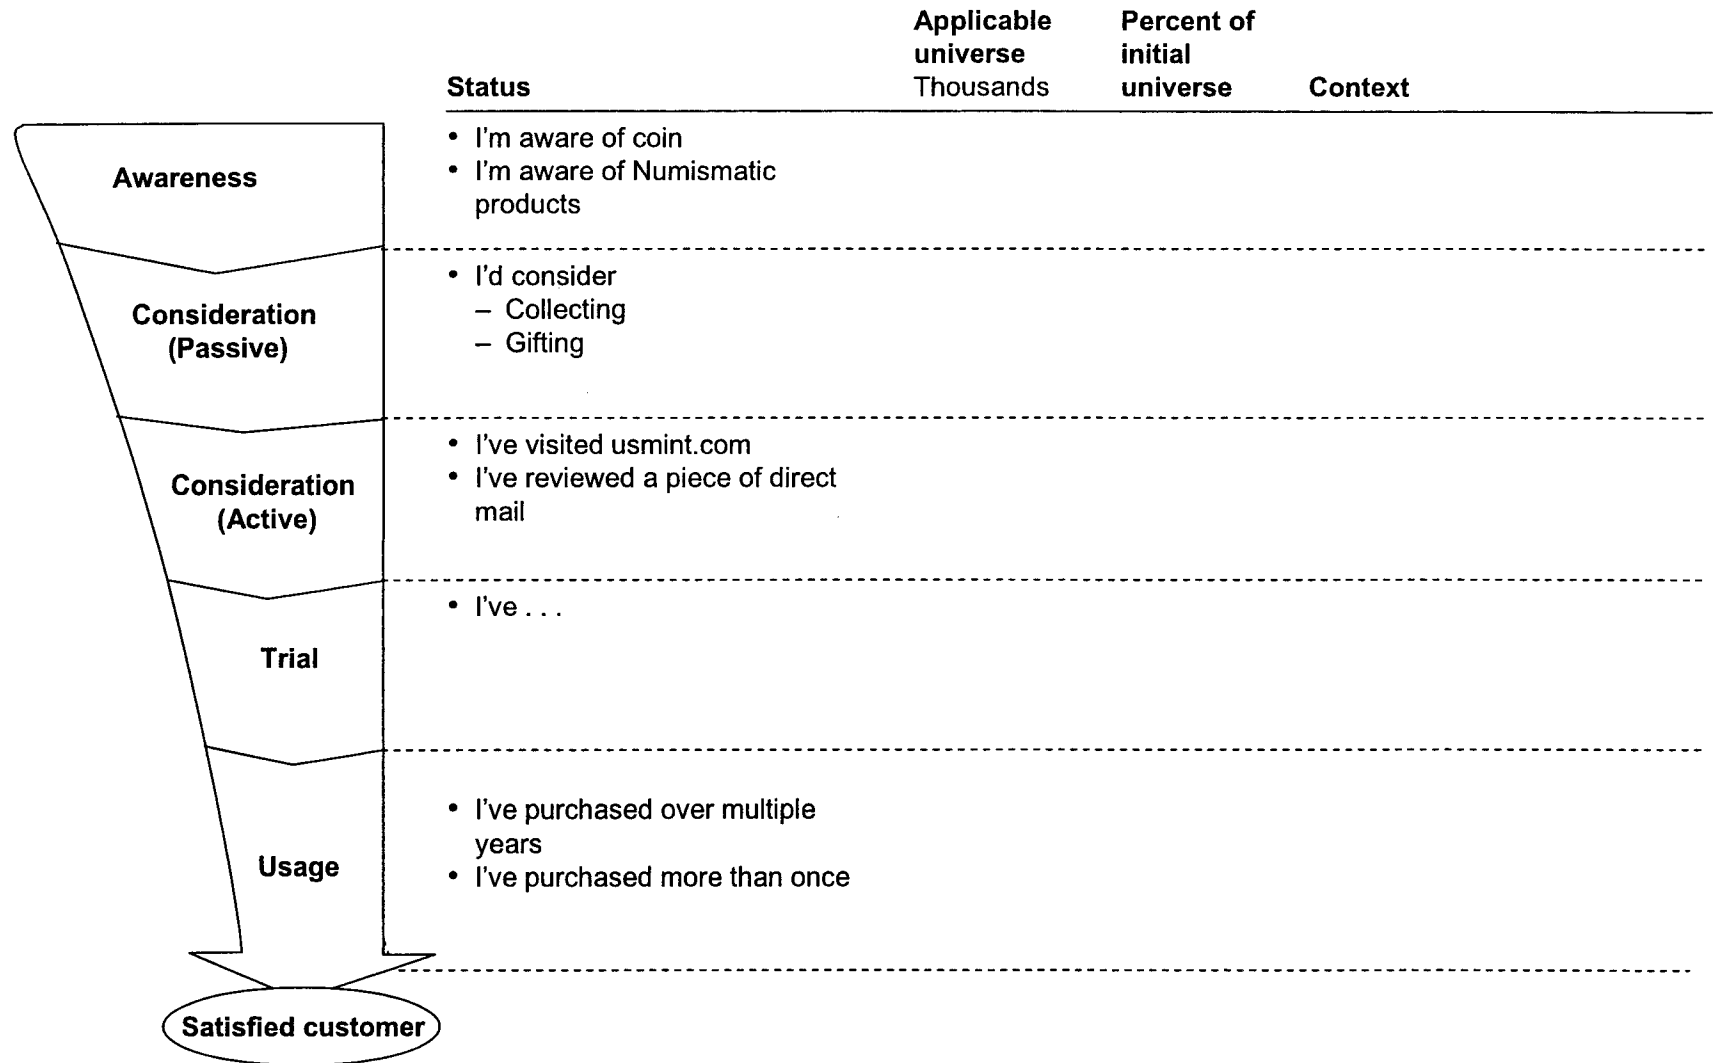 Applicable
universe
Thousands
Percent of
initial
universe
Status
Context
Awareness
• I'm aware of coin
• I'm aware of Numismatic
products
Consideration
(Passive)
• I'd consider
– Collecting
– Gifting
Consideration
(Active)
• I've visited usmint.com
• I've reviewed a piece of direct
mail
Trial
• I've . . .
Usage
• I've purchased over multiple
years
• I've purchased more than once
Satisfied customer